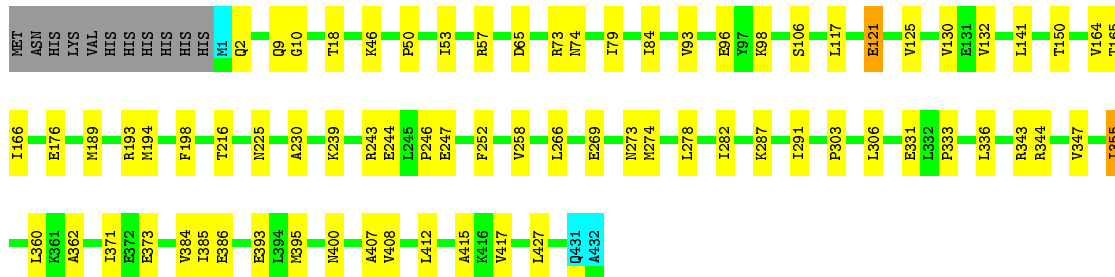 MET ASN HIS LYS VAL HIS HIS HIS HIS HIS HIS M1 Q2 Q9 G10 T18 K46 P50 I53 R57 D65 R73 N74 I79 I84 V93 E96 Y97 K98 S106 L117 E121 V125 V130 E131 V132 L141 T150 V164 T165
I166 E176 M189 R193 M194 F198 T216 N225 A230 K239 R243 E244 L245 P246 E247 F252 V258 L266 E269 N273 M274 L278 I282 K287 I291 P303 L306 E331 L332 P333 L336 R343 R344 V347 I355
L360 K361 A362 I371 E372 E373 V384 I385 E386 E393 L394 M395 N400 A407 V408 L412 A415 K416 V417 L427 Q431 A432